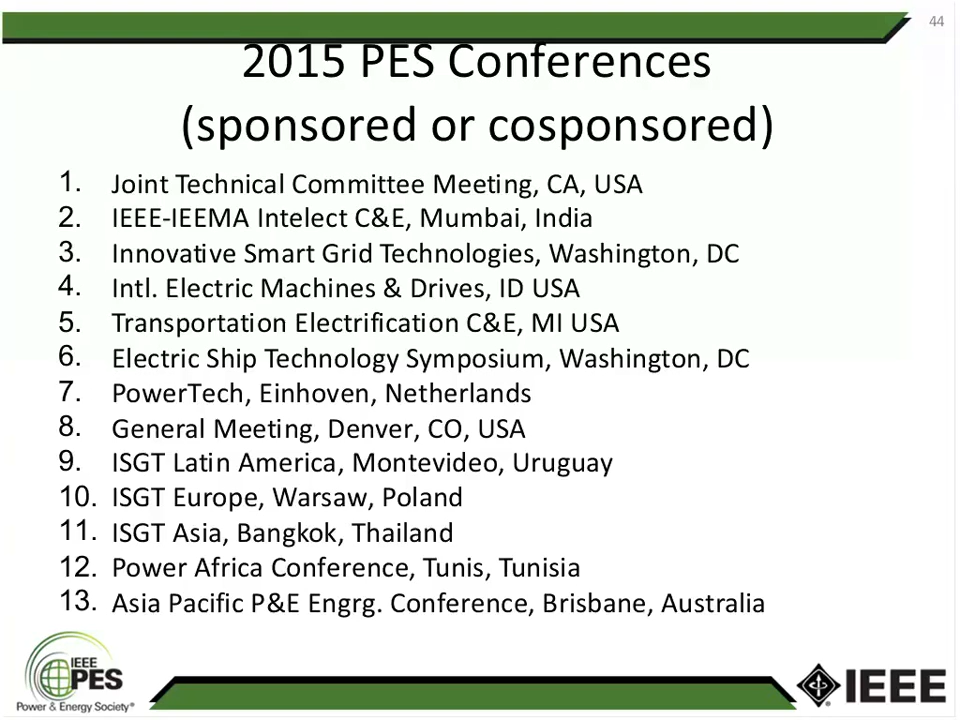 44
2015 PES Conferences
(sponsored or cosponsored)
1. Joint Technical Committee Meeting, CA, USA
2. IEEE-IEEMA Intelect C&E, Mumbai, India
3. Innovative Smart Grid Technologies, Washington, DC
4. Intl. Electric Machines & Drives, ID USA
5. Transportation Electrification C&E, MI USA
6. Electric Ship Technology Symposium, Washington, DC
7. PowerTech, Einhoven, Netherlands
8. General Meeting, Denver, CO, USA
9. ISGT Latin America, Montevideo, Uruguay
10. ISGT Europe, Warsaw, Poland
11. ISGT Asia, Bangkok, Thailand
12. Power Africa Conference, Tunis, Tunisia
13. Asia Pacific P&E Engrg. Conference, Brisbane, Australia
IEEE
PES
Power & Energy Society®
IEEE